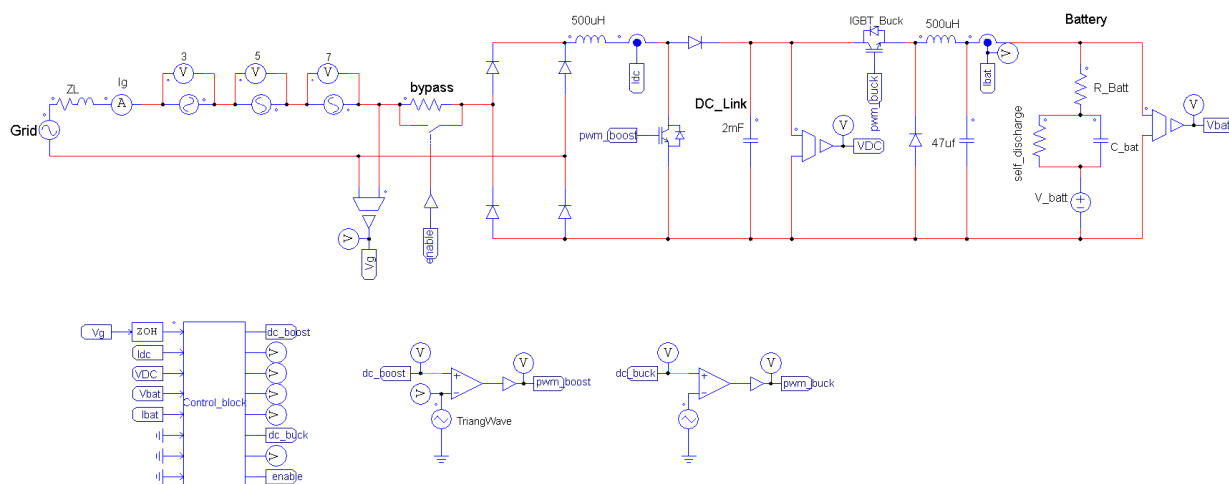 500uH
IGBT_Buck
500uH
Battery
ZL
Ig
A
3
V
5
V
7
V
bypass
Idc
DC_Link
pwm_buck
V
Ibat
R_Batt
V
Vbat
Grid
pwm_boost
2mF
V
VDC
47uf
self_discharge
C_bat
V_batt
V
Vg
enable
Vg
ZOH
dc_boost
Idc
V
VDC
V
Vbat
V
Ibat
V
Control_block
dc_buck
V
enable
V
dc_boost
V
+
−
V
pwm_boost
TriangWave
V
dc_buck
+
−
V
pwm_buck